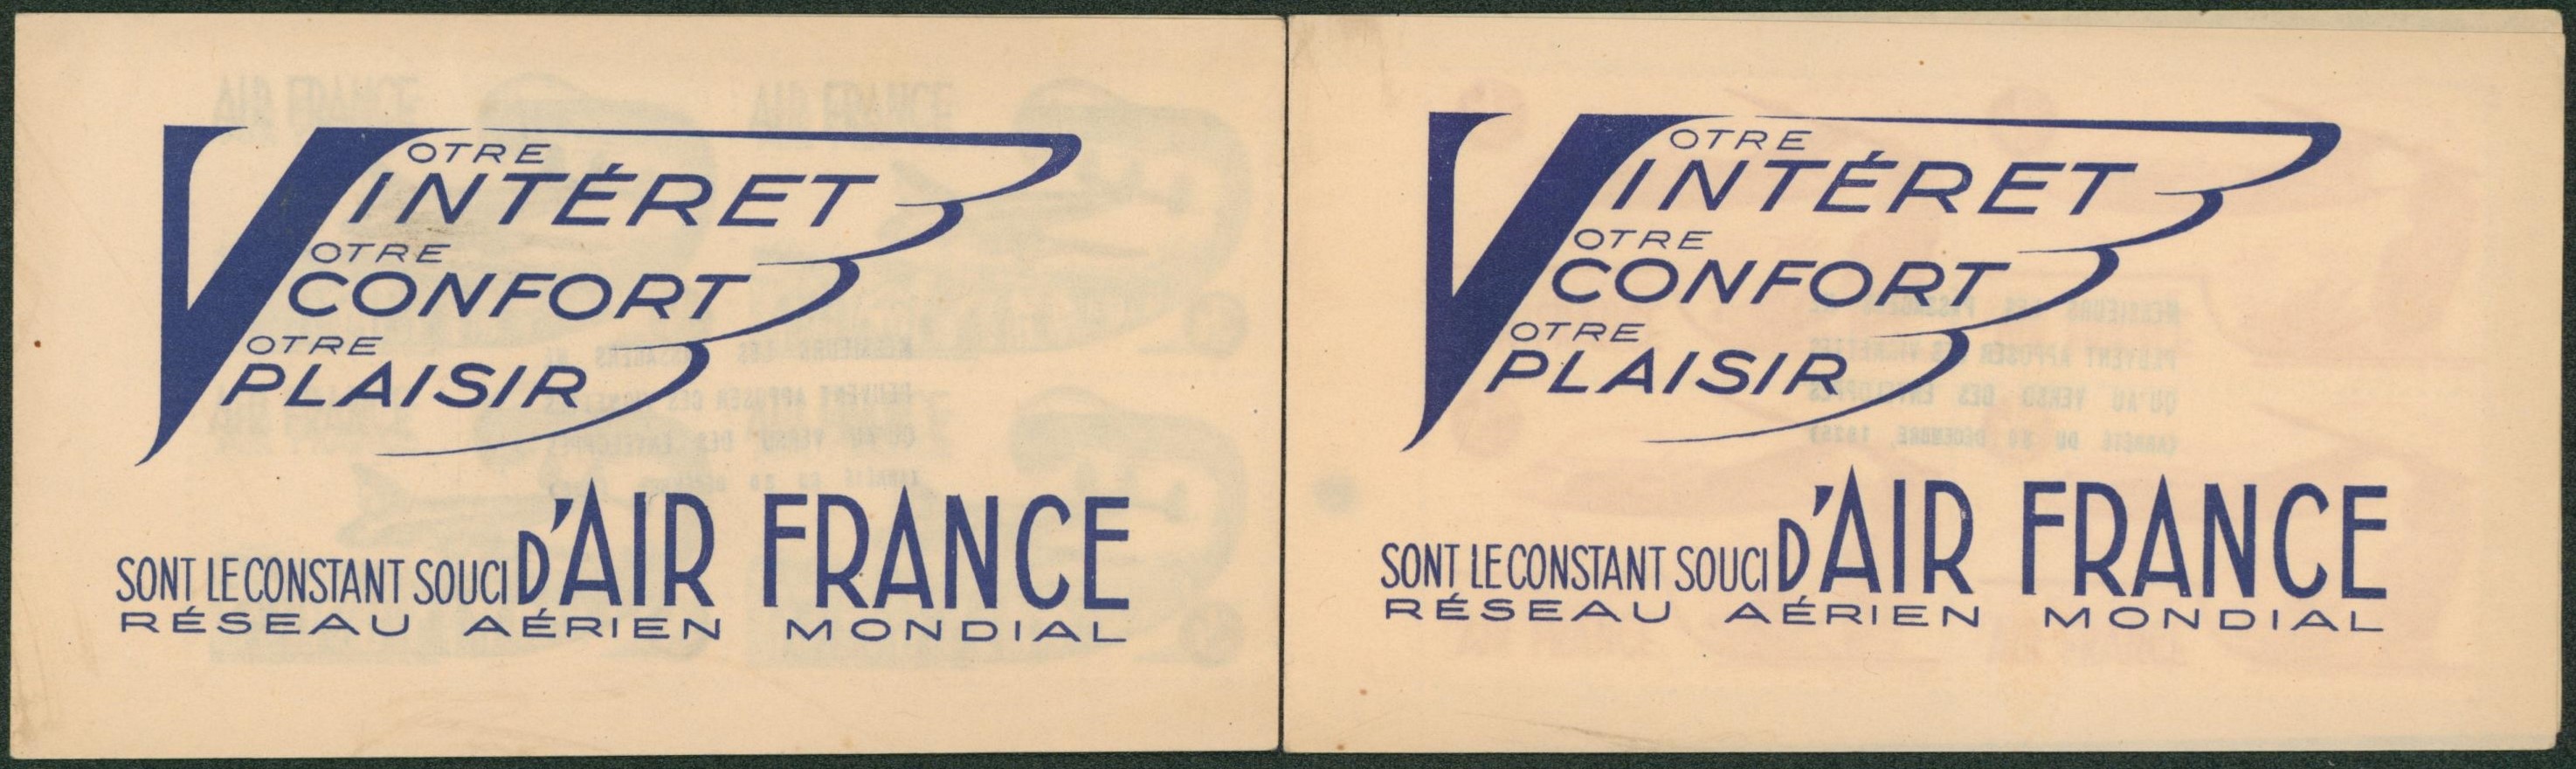 VOTRE
INTÉRET
VOTRE
CONFORT
VOTRE
PLAISIR
SONT LE CONSTANT SOUCI D'AIR FRANCE
RÉSEAU AÉRIEN MONDIAL
VOTRE
INTÉRET
VOTRE
CONFORT
VOTRE
PLAISIR
SONT LE CONSTANT SOUCI D'AIR FRANCE
RÉSEAU AÉRIEN MONDIAL